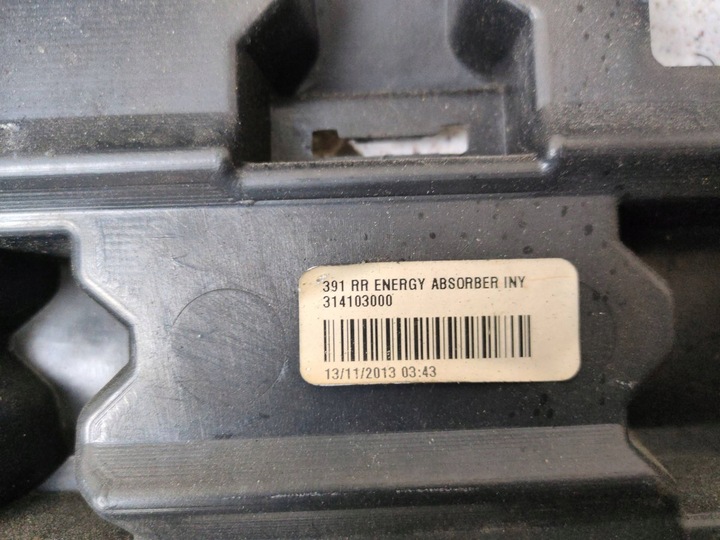 391 RR ENERGY ABSORBER INY
314103000
13/11/2013 03:43